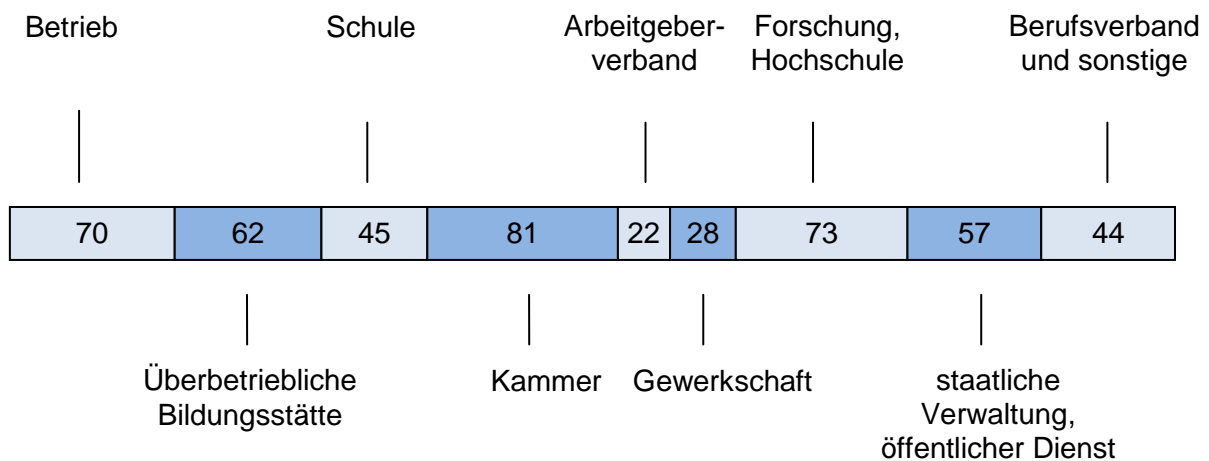 Betrieb
Schule
Arbeitgeber-
verband
Forschung,
Hochschule
Berufsverband
und sonstige
70 62 45 81 22 28 73 57 44
Überbetriebliche
Bildungsstätte
Kammer
Gewerkschaft
staatliche
Verwaltung,
öffentlicher Dienst